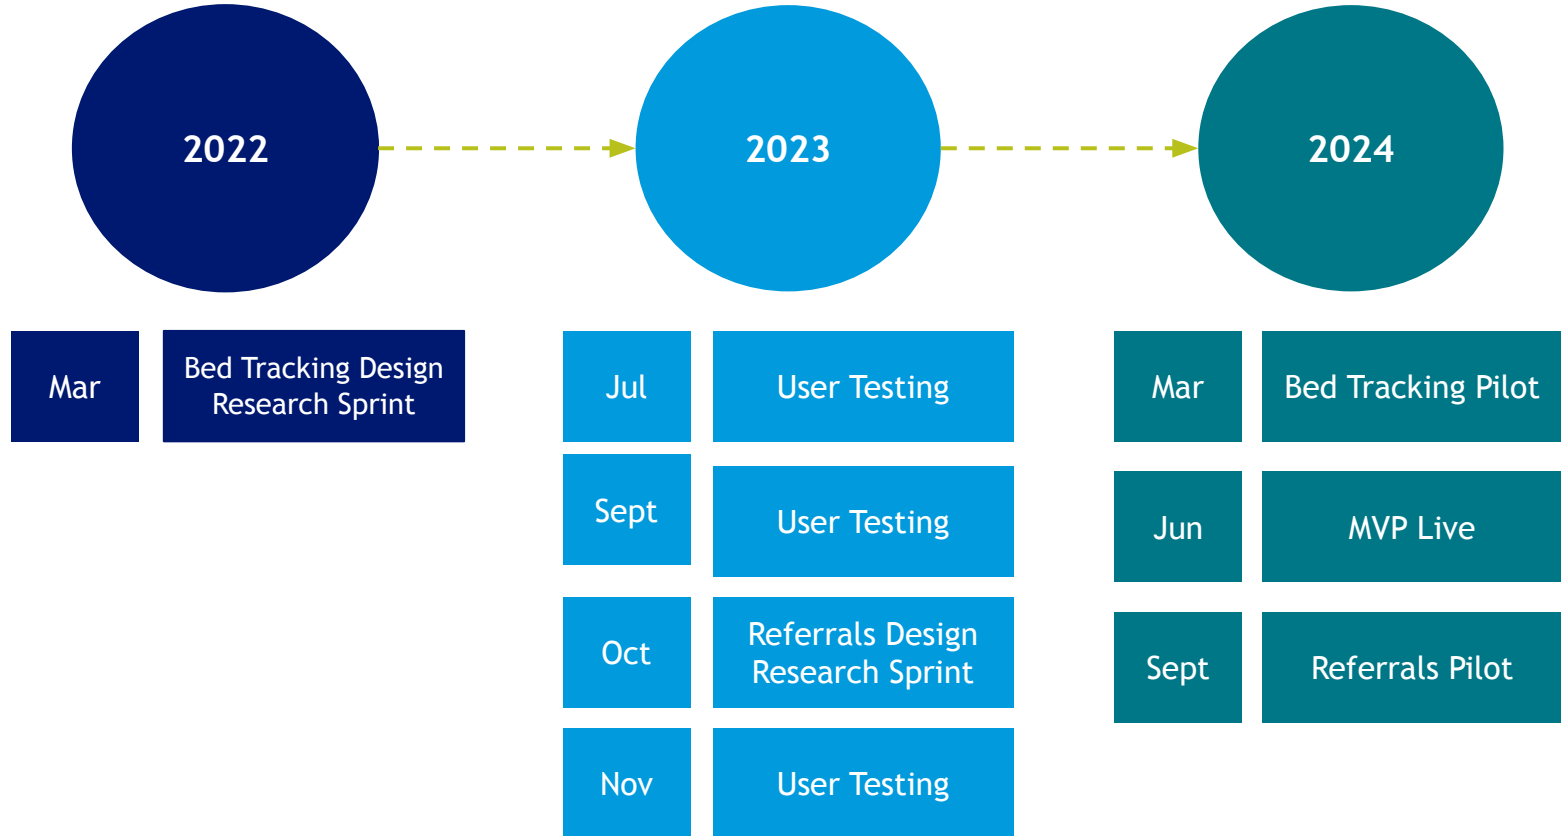 2022
2023
2024
Mar
Bed Tracking Design
Research Sprint
Jul
User Testing
Sept
User Testing
Oct
Referrals Design
Research Sprint
Nov
User Testing
Mar
Bed Tracking Pilot
Jun
MVP Live
Sept
Referrals Pilot